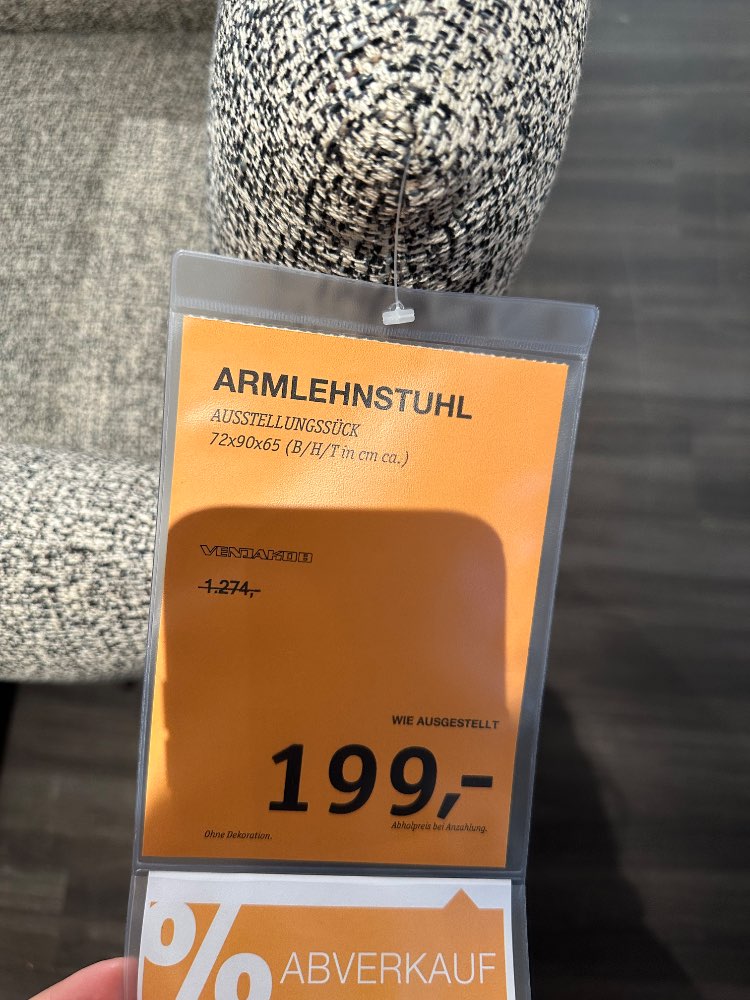 ARMLEHNSTUHL
AUSSTELLUNGSSÜCK
72x90x65 (B/H/T in cm ca.)
VENJAKOB
1.274,-
WIE AUSGESTELLT
199,-
Abholpreis bei Anzahlung.
Ohne Dekoration.
% ABVERKAUF